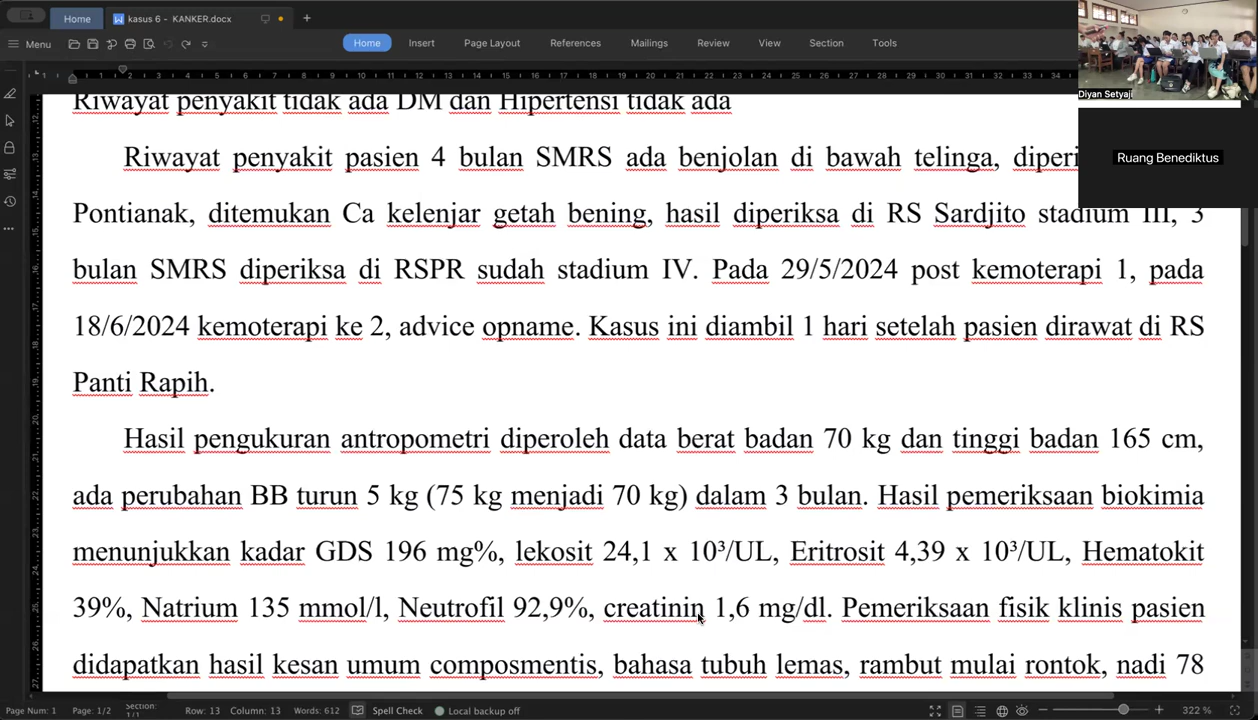 Home
kasus 6 - KANKER.docx
Menu
Home
Insert
Page Layout
References
Mailings
Review
View
Section
Tools
Diyan Setyaji
Ruang Benediktus
Riwayat penyakit tidak ada DM dan Hipertensi tidak ada
Riwayat penyakit pasien 4 bulan SMRS ada benjolan di bawah telinga,
Pontianak, ditemukan Ca kelenjar getah bening, hasil diperiksa di RS Sardjito stadium III, 3
bulan SMRS diperiksa di RSPR sudah stadium IV. Pada 29/5/2024 post kemoterapi 1, pada
18/6/2024 kemoterapi ke 2, advice opname. Kasus ini diambil 1 hari setelah pasien dirawat di RS
Panti Rapih.
Hasil pengukuran antropometri diperoleh data berat badan 70 kg dan tinggi badan 165 cm,
ada perubahan BB turun 5 kg (75 kg menjadi 70 kg) dalam 3 bulan. Hasil pemeriksaan biokimia
menunjukkan kadar GDS 196 mg%, lekosit 24,1 x 10³/UL, Eritrosit 4,39 x 10³/UL, Hematokit
39%, Natrium 135 mmol/l, Neutrofil 92,9%, creatinin 1,6 mg/dl. Pemeriksaan fisik klinis pasien
didapatkan hasil kesan umum composmentis, bahasa tubuh lemas, rambut mulai rontok, nadi 78
Page Num: 1
Page: 1/2
Section: 1/1
Row: 13
Column: 13
Words: 612
Spell Check
Local backup off
322 %